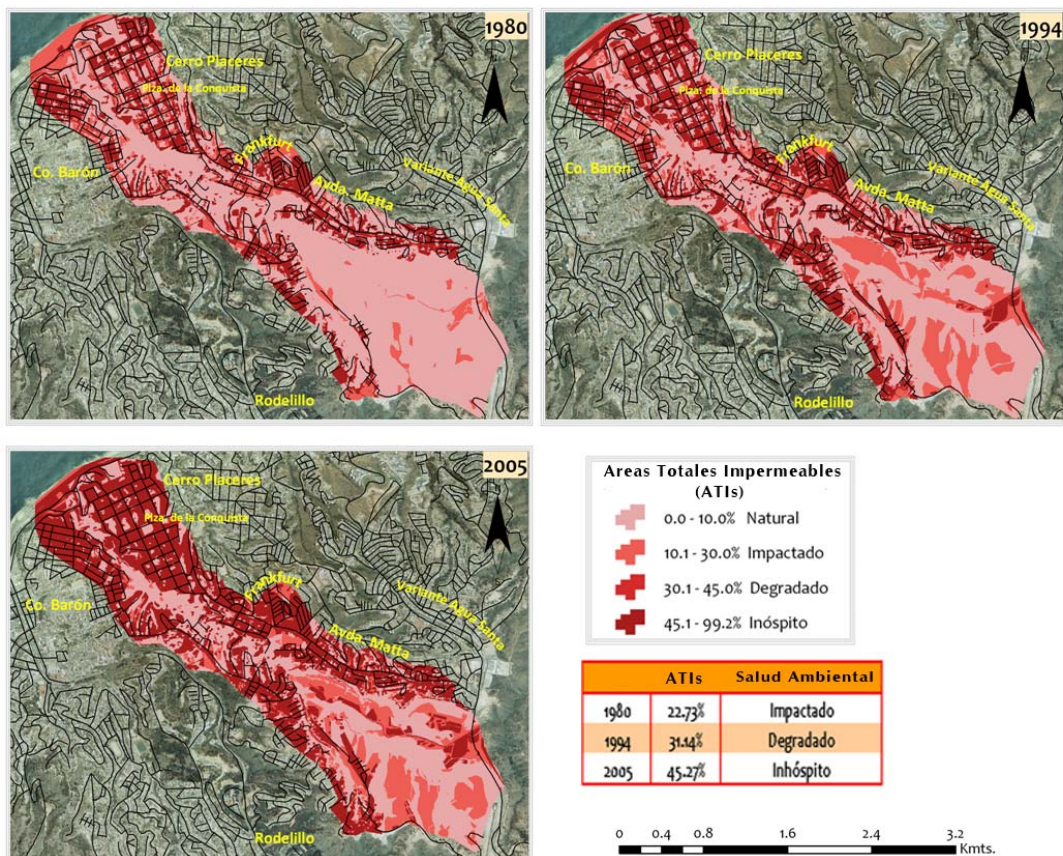 1980
Cerro Placeres
Plza. de la Conquista
Frankfurt
Co. Barón
Avda. Matta
Variante Agua Santa
Rodelillo
1994
Cerro Placeres
Plza. de la Conquista
Frankfurt
Co. Barón
Avda. Matta
Variante Agua Santa
Rodelillo
2005
Cerro Placeres
Plza. de la Conquista
Frankfurt
Co. Barón
Avda. Matta
Variante Agua Santa
Rodelillo
Areas Totales Impermeables
(ATIs)
0.0 - 10.0% Natural
10.1 - 30.0% Impactado
30.1 - 45.0% Degradado
45.1 - 99.2% Inóspito
ATIs Salud Ambiental
1980 22.73% Impactado
1994 31.14% Degradado
2005 45.27% Inhóspito
0 0.4 0.8 1.6 2.4 3.2
Kmts.